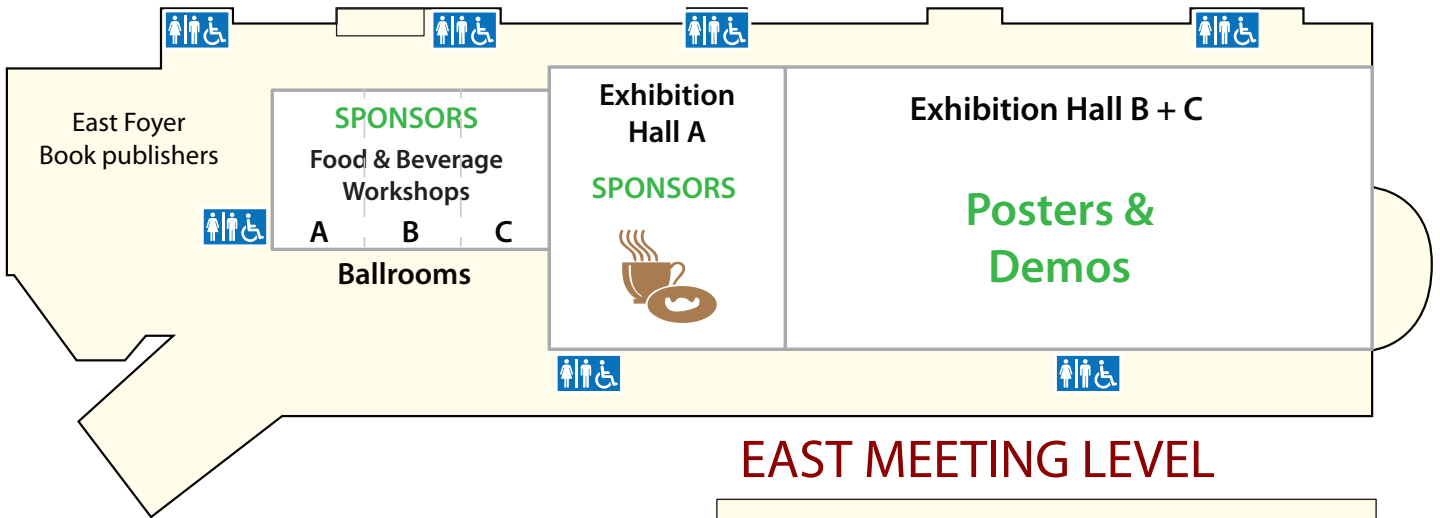 East Foyer
Book publishers
SPONSORS
Food & Beverage
Workshops
A B C
Ballrooms
Exhibition
Hall A
SPONSORS
Exhibition Hall B + C
Posters &
Demos
EAST MEETING LEVEL